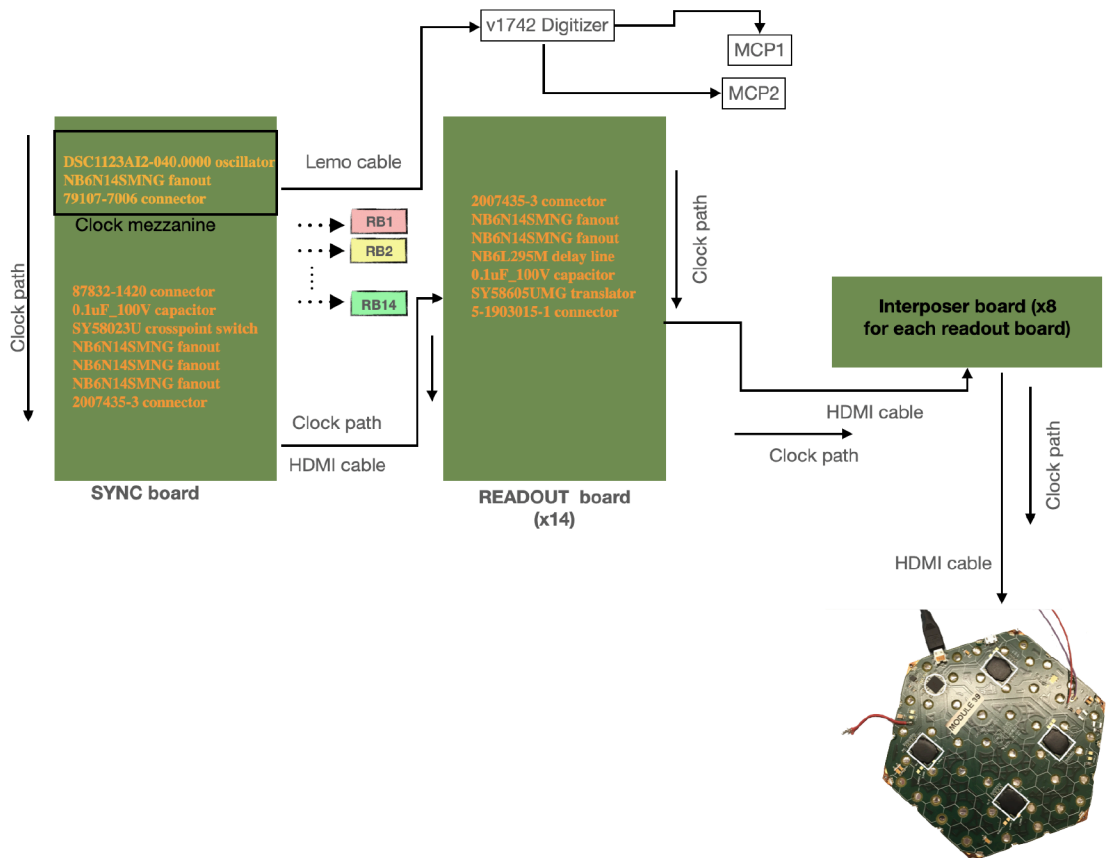 v1742 Digitizer
MCP1
MCP2
DSC1123AI2-040.0000 oscillator
NB6N14SMNG fanout
79107-7006 connector
Clock mezzanine
Lemo cable
RB1
RB2
RB14
Clock path
87832-1420 connector
0.1uF_100V capacitor
SY58023U crosspoint switch
NB6N14SMNG fanout
NB6N14SMNG fanout
NB6N14SMNG fanout
2007435-3 connector
Clock path
HDMI cable
SYNC board
2007435-3 connector
NB6N14SMNG fanout
NB6N14SMNG fanout
NB6L295M delay line
0.1uF_100V capacitor
SY58605UMG translator
5-1903015-1 connector
READOUT board
(x14)
Clock path
Interposer board (x8
for each readout board)
HDMI cable
Clock path
Clock path
HDMI cable
MODULE 39